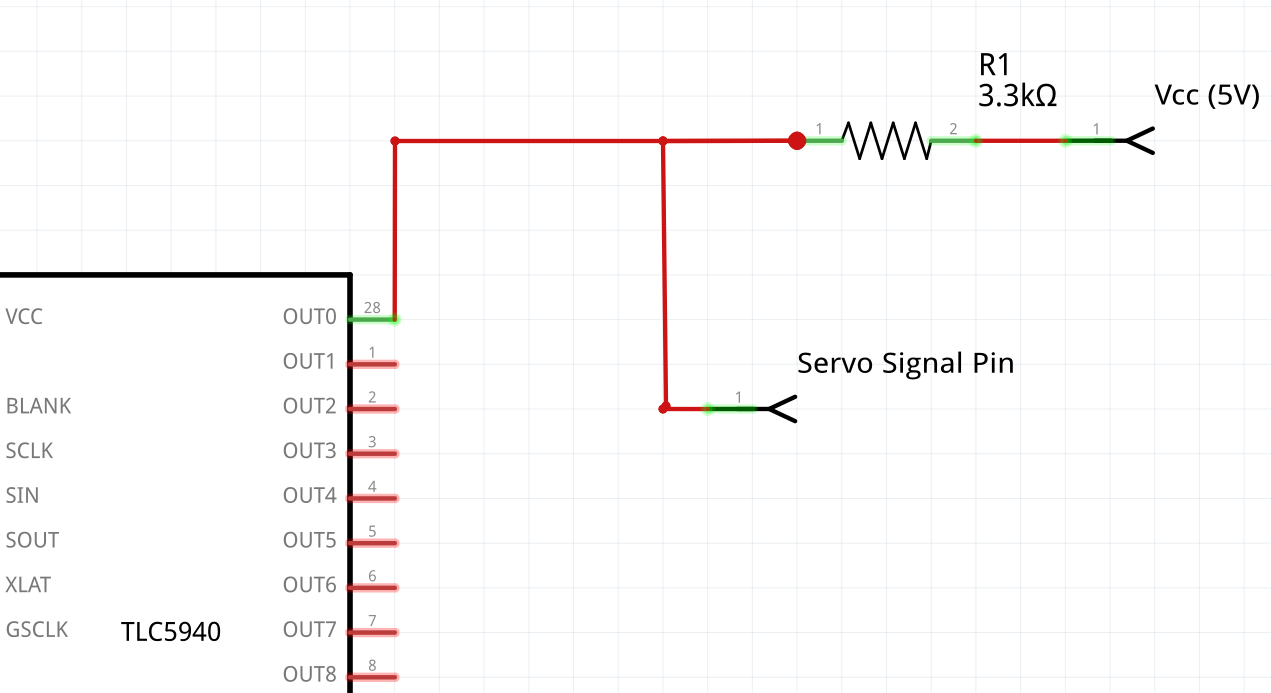 R1
3.3kΩ
Vcc (5V)
1
2
1
Servo Signal Pin
1
VCC
OUT0
28
OUT1
1
BLANK
OUT2
2
SCLK
OUT3
3
SIN
OUT4
4
SOUT
OUT5
5
XLAT
OUT6
6
GSCLK
TLC5940
OUT7
7
OUT8
8